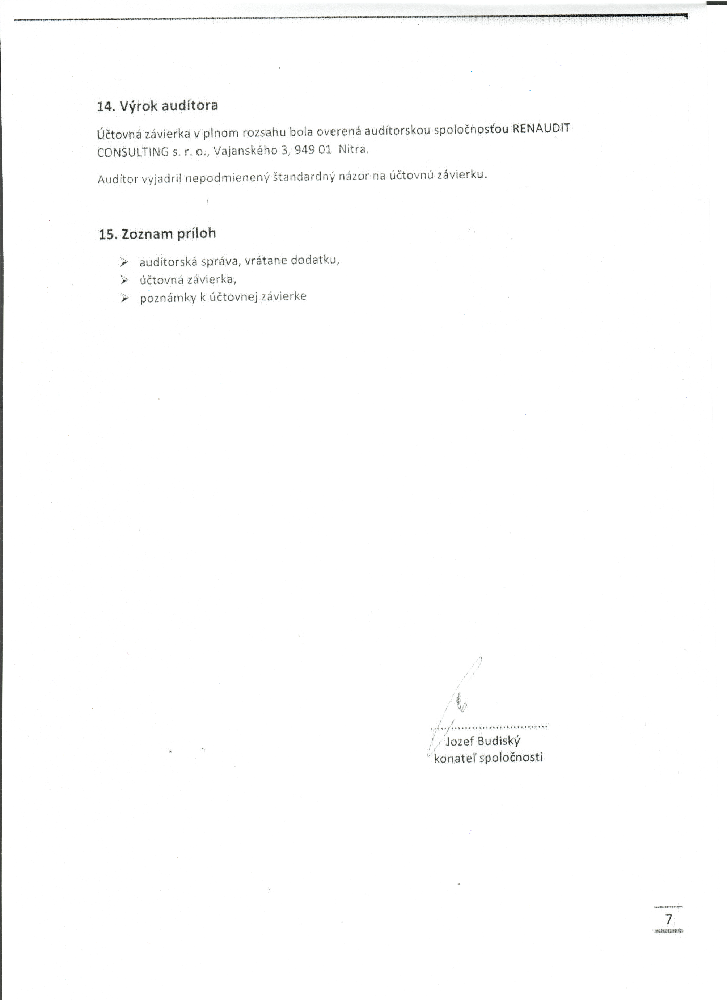 14. Výrok audítora
Účtovná závierka v plnom rozsahu bola overená audítorskou spoločnosťou RENAUDIT
CONSULTING s. r. o., Vajanského 3, 949 01 Nitra.
Audítor vyjadril nepodmienený štandardný názor na účtovnú závierku.
15. Zoznam príloh
➢ audítorská správa, vrátane dodatku,
➢ účtovná závierka,
➢ poznámky k účtovnej závierke
Jozef Budiský
konateľ spoločnosti
7